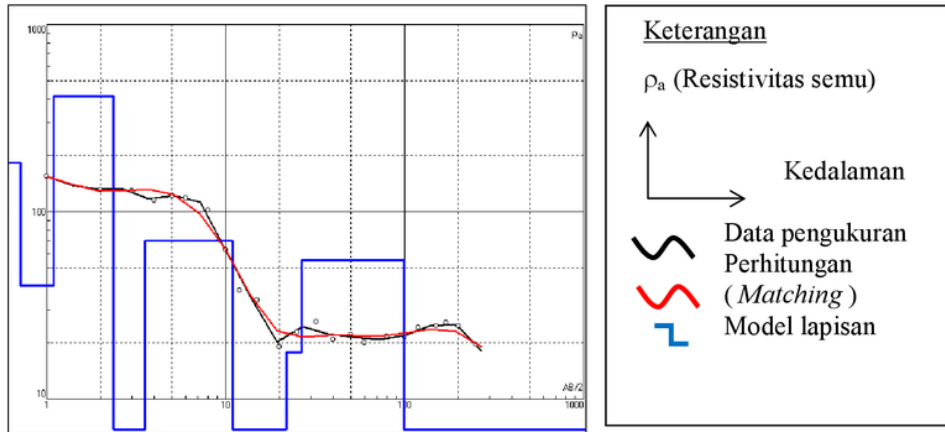 1000
Pa
100
10
AB/2
1
10
100
1000
Keterangan
ρa (Resistivitas semu)
Kedalaman
Data pengukuran
Perhitungan
( Matching )
Model lapisan